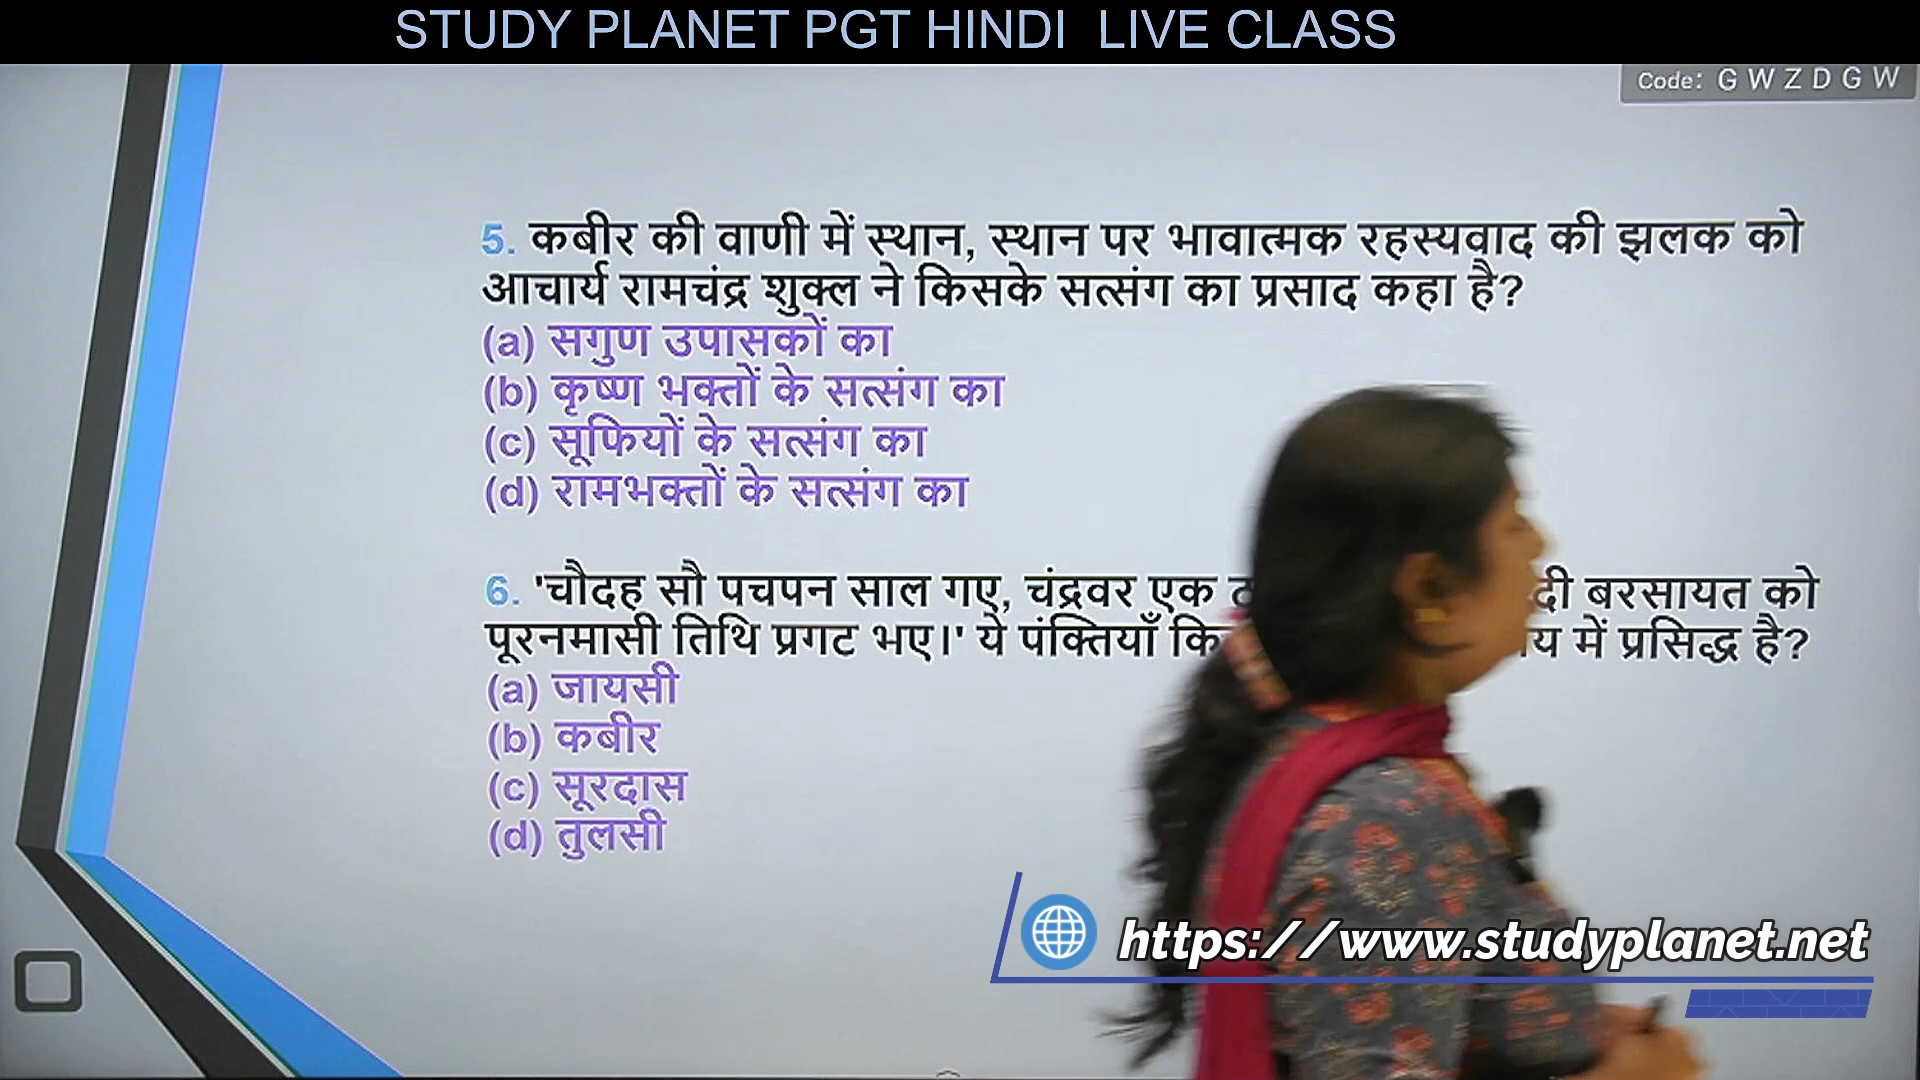 STUDY PLANET PGT HINDI LIVE CLASS
Code: G W Z D G W
5. कबीर की वाणी में स्थान, स्थान पर भावात्मक रहस्यवाद की झलक को
आचार्य रामचंद्र शुक्ल ने किसके सत्संग का प्रसाद कहा है?
(a) सगुण उपासकों का
(b) कृष्ण भक्तों के सत्संग का
(c) सूफियों के सत्संग का
(d) रामभक्तों के सत्संग का
6. 'चौदह सौ पचपन साल गए, चंद्रवर एक बरसायत को
पूरनमासी तिथि प्रगट भए।' ये पंक्तियाँ में प्रसिद्ध है?
(a) जायसी
(b) कबीर
(c) सूरदास
(d) तुलसी
https://www.studyplanet.net